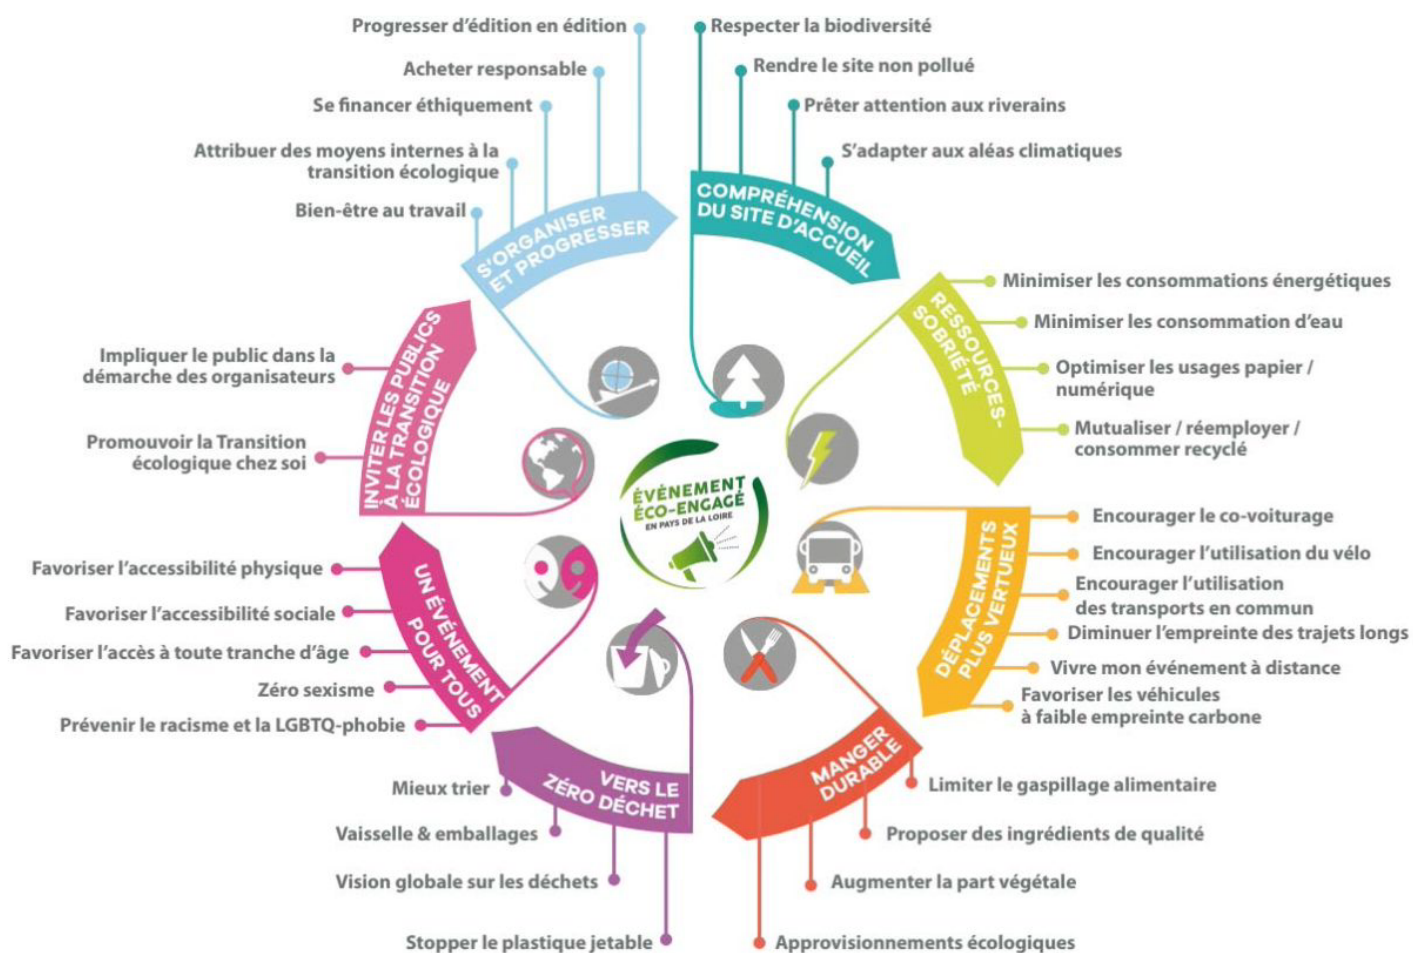 Progresser d'édition en édition
Acheter responsable
Se financer éthiquement
Attribuer des moyens internes à la
transition écologique
Bien-être au travail
S'ORGANISER
ET PROGRESSER
Respecter la biodiversité
Rendre le site non pollué
Prêter attention aux riverains
S'adapter aux aléas climatiques
COMPRÉHENSION
DU SITE D'ACCUEIL
Minimiser les consommations énergétiques
Minimiser les consommation d'eau
Optimiser les usages papier /
numérique
Mutualiser / réemployer /
consommer recyclé
RESSOURCES-
SOBRIÉTÉ
Encourager le co-voiturage
Encourager l'utilisation du vélo
Encourager l'utilisation
des transports en commun
Diminuer l'empreinte des trajets longs
Vivre mon événement à distance
Favoriser les véhicules
à faible empreinte carbone
DÉPLACEMENTS
PLUS VERTUEUX
MANGER
DURABLE
Limiter le gaspillage alimentaire
Proposer des ingrédients de qualité
Augmenter la part végétale
Approvisionnements écologiques
VERS LE
ZÉRO DÉCHET
Mieux trier
Vaisselle & emballages
Vision globale sur les déchets
Stopper le plastique jetable
UN ÉVÉNEMENT
POUR TOUS
Favoriser l'accessibilité physique
Favoriser l'accessibilité sociale
Favoriser l'accès à toute tranche d'âge
Zéro sexisme
Prévenir le racisme et la LGBTQ-phobie
INVITER LES PUBLICS
À LA TRANSITION
ÉCOLOGIQUE
Impliquer le public dans la
démarche des organisateurs
Promouvoir la Transition
écologique chez soi
ÉVÉNEMENT
ÉCO-ENGAGÉ
EN PAYS DE LA LOIRE